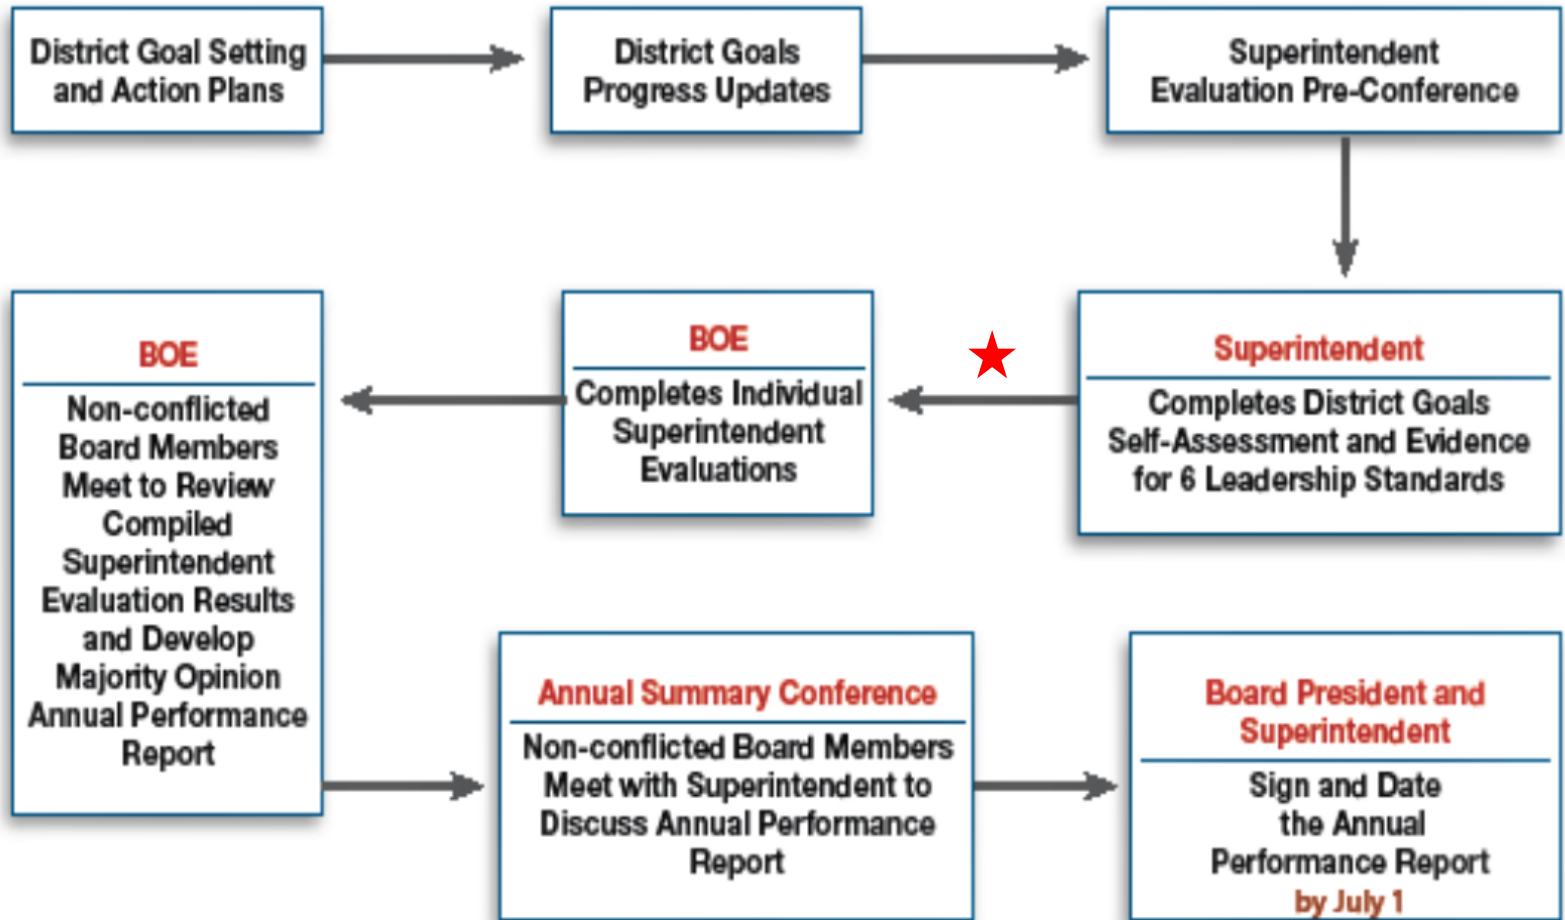 District Goal Setting
and Action Plans
District Goals
Progress Updates
Superintendent
Evaluation Pre-Conference
Superintendent
Completes District Goals
Self-Assessment and Evidence
for 6 Leadership Standards
BOE
Completes Individual
Superintendent
Evaluations
BOE
Non-conflicted
Board Members
Meet to Review
Compiled
Superintendent
Evaluation Results
and Develop
Majority Opinion
Annual Performance
Report
Annual Summary Conference
Non-conflicted Board Members
Meet with Superintendent to
Discuss Annual Performance
Report
Board President and
Superintendent
Sign and Date
the Annual
Performance Report
by July 1